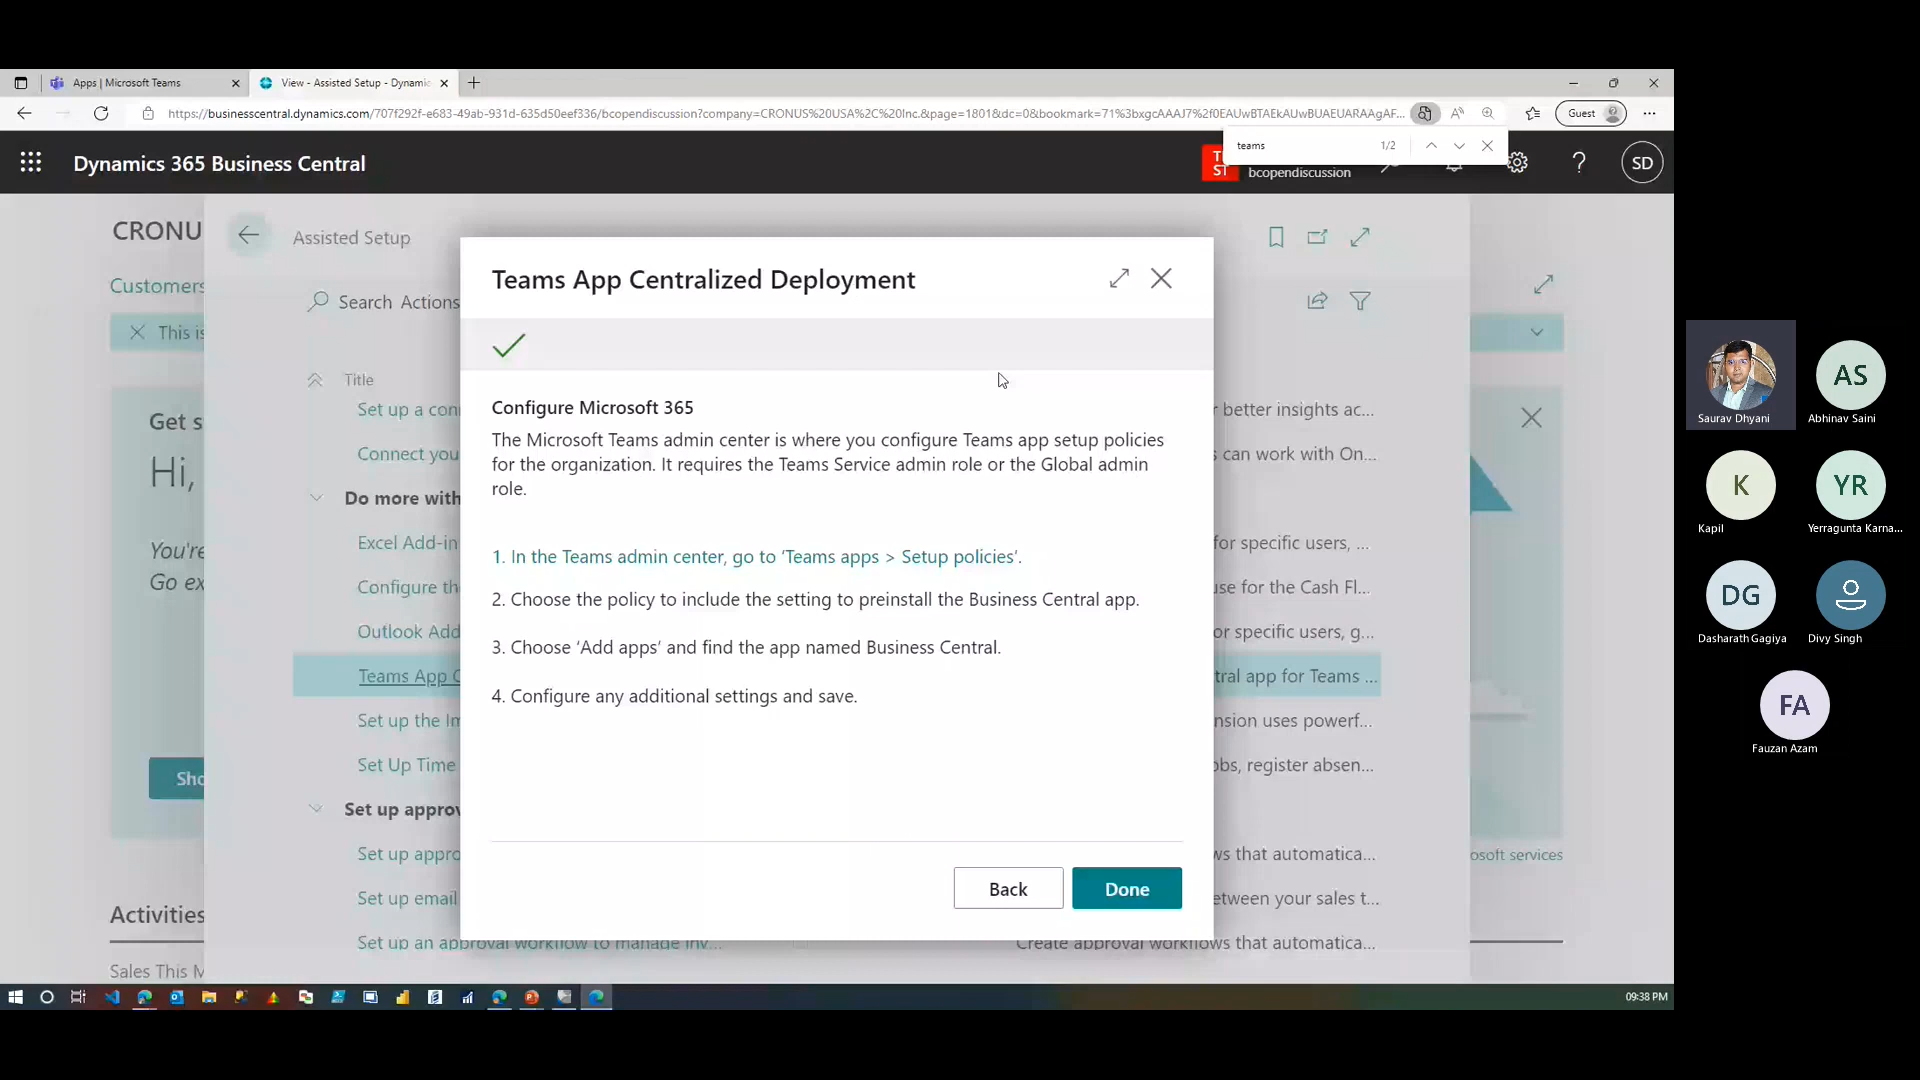 Apps | Microsoft Teams
View - Assisted Setup - Dynamic
https://businesscentral.dynamics.com/707f292f-e683-49ab-931d-635d50eef336/bcopendiscussion?company=CRONUS%20USA%2C%20Inc.&page=1801&dc=0&bookmark=71%3bxgcAAAJ7%2f0EAUwBTAEkAUwBUAEUARAAgAF...
Guest
teams
1/2
Dynamics 365 Business Central
bcopendiscussion
SD
CRONU
Assisted Setup
Teams App Centralized Deployment
Customers
Search
Actions
This is
Title
Configure Microsoft 365
Set up a con
r better insights ac...
Get s
The Microsoft Teams admin center is where you configure Teams app setup policies
for the organization. It requires the Teams Service admin role or the Global admin
role.
Connect you
s can work with On...
Hi,
Do more with
Excel Add-in
for specific users, ...
You're
1. In the Teams admin center, go to ‘Teams apps > Setup policies’.
Go ex
Configure the
use for the Cash Fl...
2. Choose the policy to include the setting to preinstall the Business Central app.
Outlook Add
or specific users, g...
3. Choose ‘Add apps’ and find the app named Business Central.
Teams App C
tral app for Teams ...
4. Configure any additional settings and save.
Set up the Im
nsion uses powerf...
Set Up Time
obs, register absen...
Sho
Set up approv
Set up appro
ws that automatica...
osoft services
Back
Done
Set up email
etween your sales t...
Activities
Set up an approval workflow to manage inv...
Create approval workflows that automatica...
Sales This M
09:38 PM
Saurav Dhyani
AS
Abhinav Saini
K
Kapil
YR
Yerragunta Karna...
DG
Dasharath Gagiya
Divy Singh
FA
Fauzan Azam